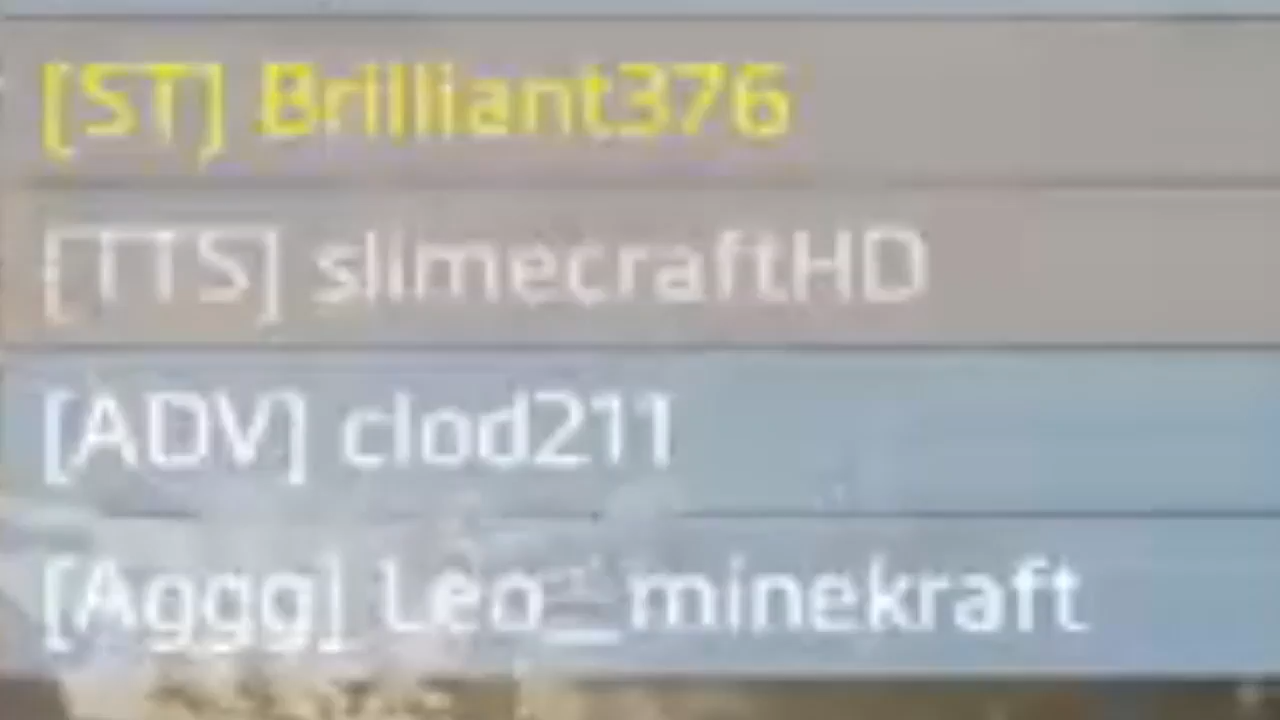 [ST] Brilliant376
[TTS] slimecraftHD
[ADV] clod211
[Aggg] Leo_minekraft